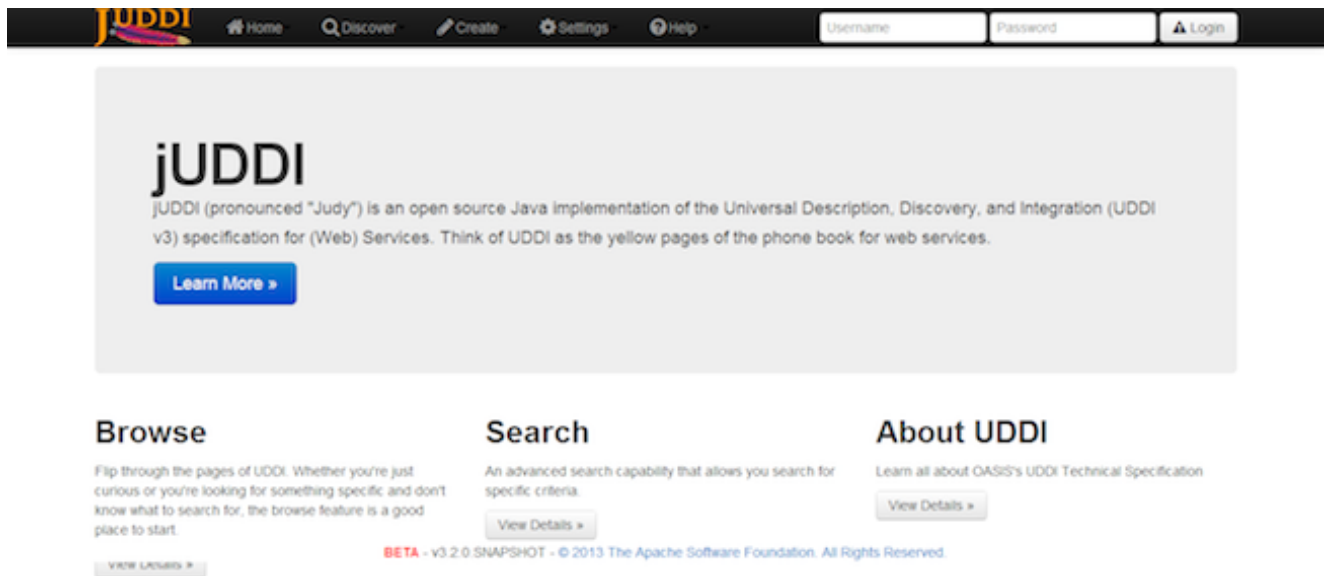 jUDDI
Home Discover Create Settings Help Username Password Login
jUDDI
jUDDI (pronounced "Judy") is an open source Java implementation of the Universal Description, Discovery, and Integration (UDDI
v3) specification for (Web) Services. Think of UDDI as the yellow pages of the phone book for web services.
Learn More »
Browse
Flip through the pages of UDDI. Whether you're just
curious or you're looking for something specific and don't
know what to search for, the browse feature is a good
place to start.
View Details »
Search
An advanced search capability that allows you search for
specific criteria.
View Details »
About UDDI
Learn all about OASIS's UDDI Technical Specification
View Details »
BETA - v3.2.0.SNAPSHOT - © 2013 The Apache Software Foundation. All Rights Reserved.